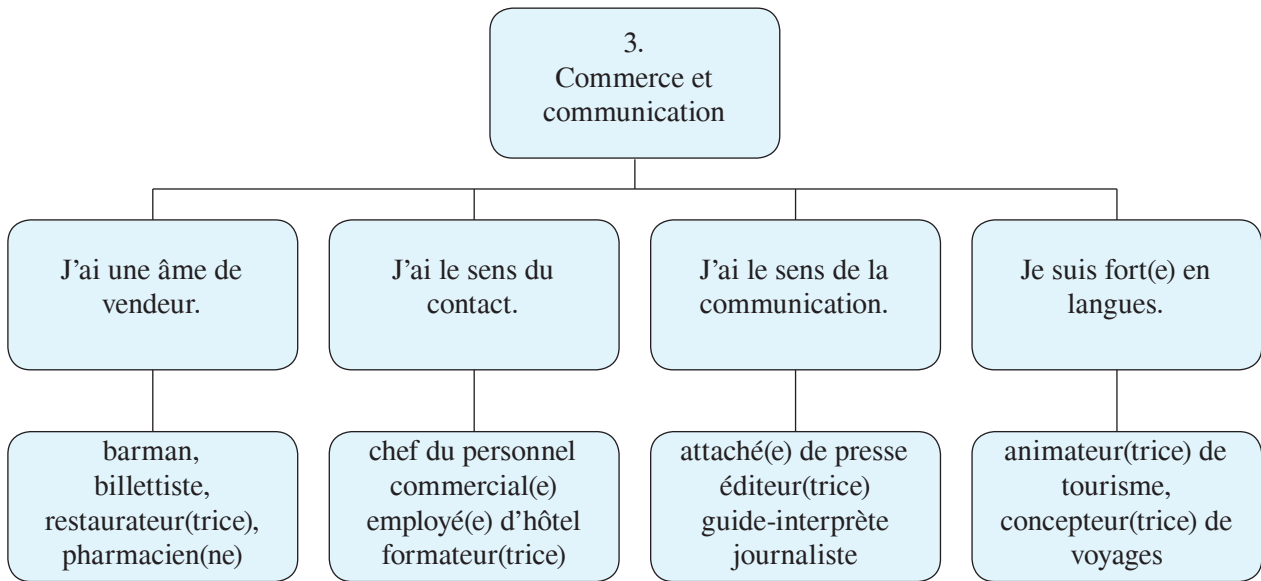 3.
Commerce et
communication
J’ai une âme de
vendeur.
J’ai le sens du
contact.
J’ai le sens de la
communication.
Je suis fort(e) en
langues.
barman,
billettiste,
restaurateur(trice),
pharmacien(ne)
chef du personnel
commercial(e)
employé(e) d’hôtel
formateur(trice)
attaché(e) de presse
éditeur(trice)
guide-interprète
journaliste
animateur(trice) de
tourisme,
concepteur(trice) de
voyages